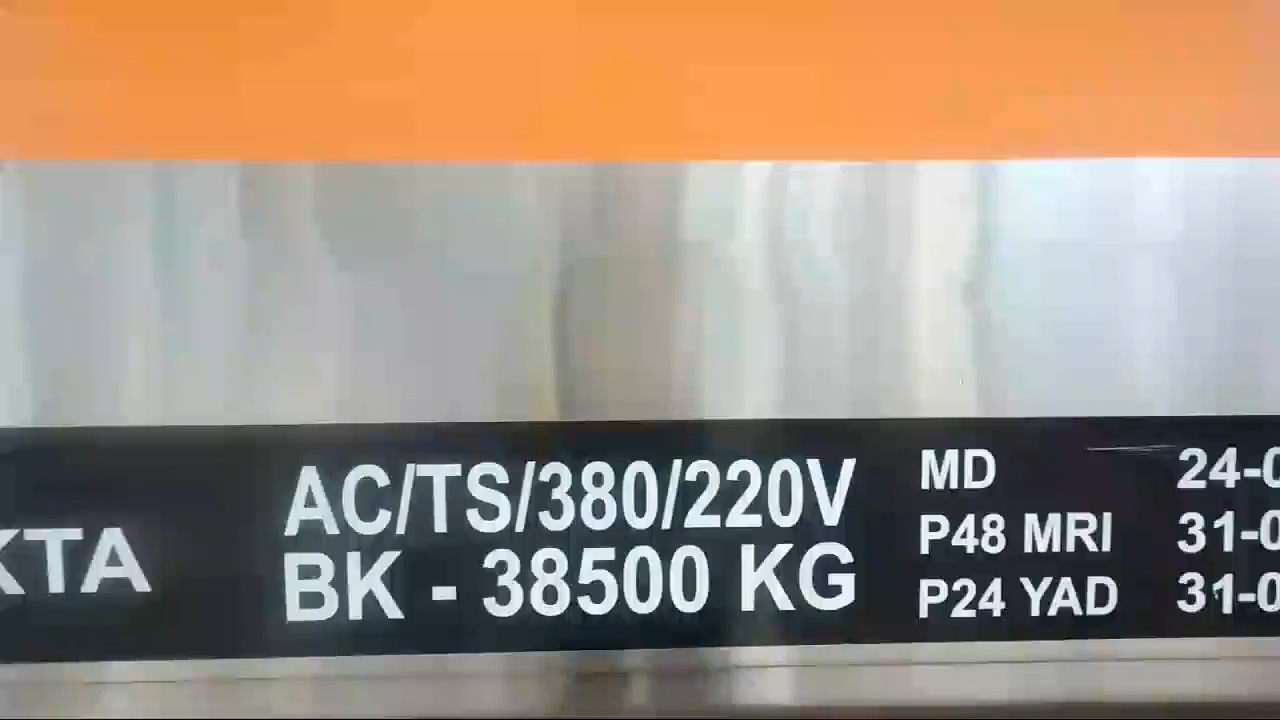 KTA
AC/TS/380/220V
BK - 38500 KG
MD 24-0
P48 MRI 31-0
P24 YAD 31-0